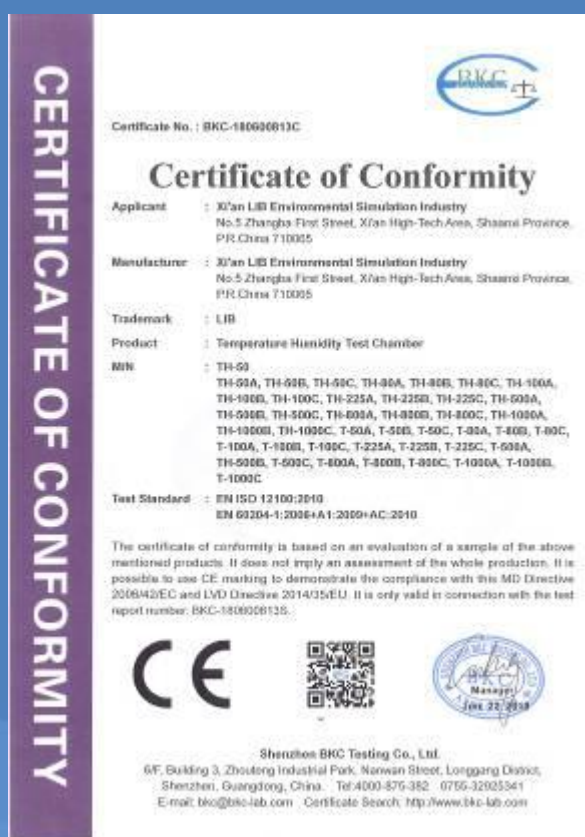 CERTIFICATE OF CONFORMITY
BKC
Certificate No. : BKC-180600813C
Certificate of Conformity
Applicant : Xi'an LIB Environmental Simulation Industry
No.5 Zhangba First Street, Xi'an High-Tech Area, Shaanxi Province,
P.R.China 710065
Manufacturer : Xi'an LIB Environmental Simulation Industry
No.5 Zhangba First Street, Xi'an High-Tech Area, Shaanxi Province,
P.R.China 710065
Trademark : LIB
Product : Temperature Humidity Test Chamber
M/N : TH-50
TH-50A, TH-50B, TH-50C, TH-80A, TH-80B, TH-80C, TH-100A,
TH-100B, TH-100C, TH-225A, TH-225B, TH-225C, TH-500A,
TH-500B, TH-500C, TH-800A, TH-800B, TH-800C, TH-1000A,
TH-1000B, TH-1000C, T-50A, T-50B, T-50C, T-80A, T-80B, T-80C,
T-100A, T-100B, T-100C, T-225A, T-225B, T-225C, T-500A,
TH-500B, T-500C, T-800A, T-800B, T-800C, T-1000A, T-1000B,
T-1000C
Test Standard : EN ISO 12100:2010
EN 60204-1:2006+A1:2009+AC:2010
The certificate of conformity is based on an evaluation of a sample of the above
mentioned products. It does not imply an assessment of the whole production. It is
possible to use CE marking to demonstrate the compliance with this MD Directive
2006/42/EC and LVD Directive 2014/35/EU. It is only valid in connection with the test
report number: BKC-180600813S.
CE
BKC
Manager
June 22, 2018
Shenzhen BKC Testing Co., Ltd.
6/F, Building 3, Zhoutong Industrial Park, Nanwan Street, Longgang District,
Shenzhen, Guangdong, China. Tel:4000-875-382 0755-32925341
E-mail: bkc@bkc-lab.com Certificate Search: http://www.bkc-lab.com